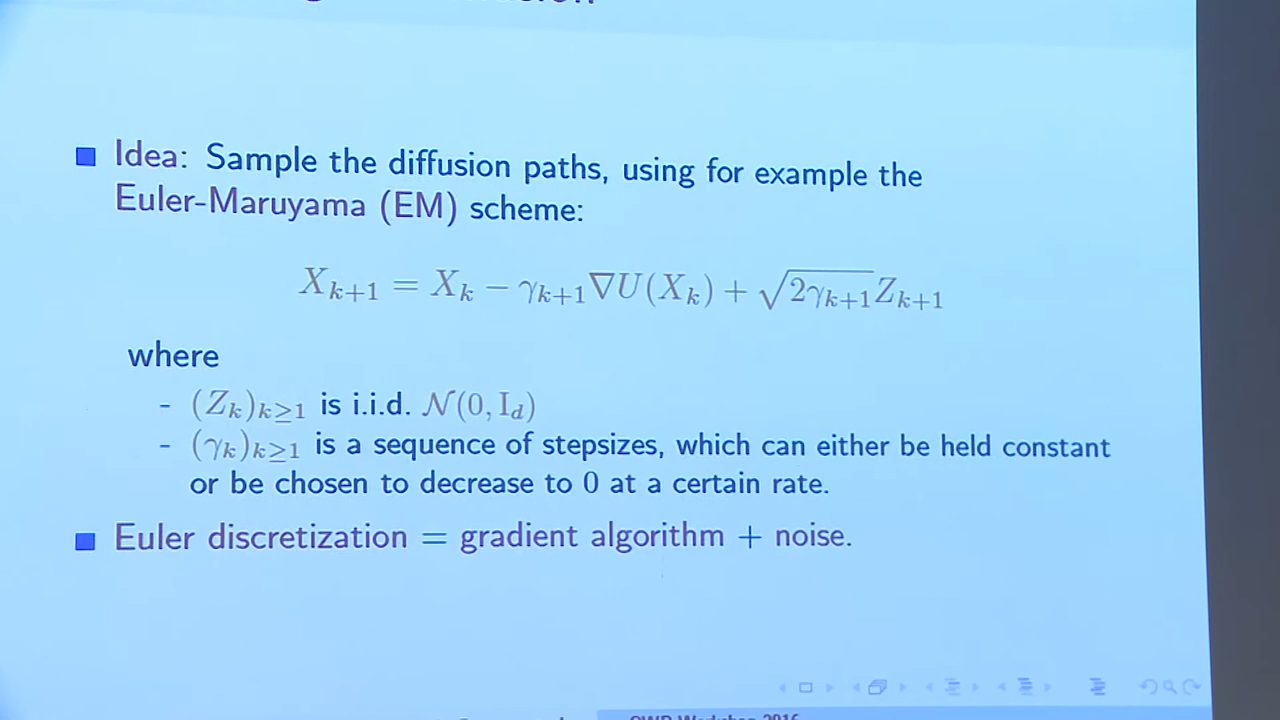 Idea: Sample the diffusion paths, using for example the
Euler-Maruyama (EM) scheme:
X_{k+1} = X_k − γ_{k+1}∇U(X_k) + √(2γ_{k+1}) Z_{k+1}
where
- (Z_k)_{k≥1} is i.i.d. N(0, I_d)
- (γ_k)_{k≥1} is a sequence of stepsizes, which can either be held constant
or be chosen to decrease to 0 at a certain rate.
Euler discretization = gradient algorithm + noise.
Workshop 2016